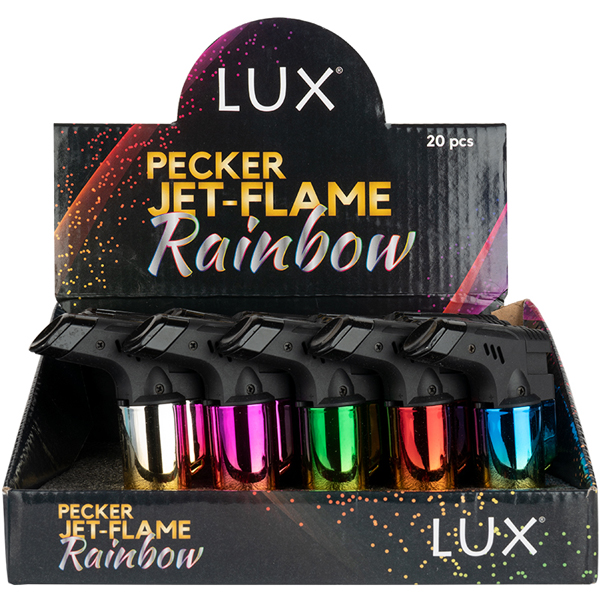 LUX®
20 pcs
PECKER
JET-FLAME
Rainbow
PECKER
JET-FLAME
Rainbow
LUX®